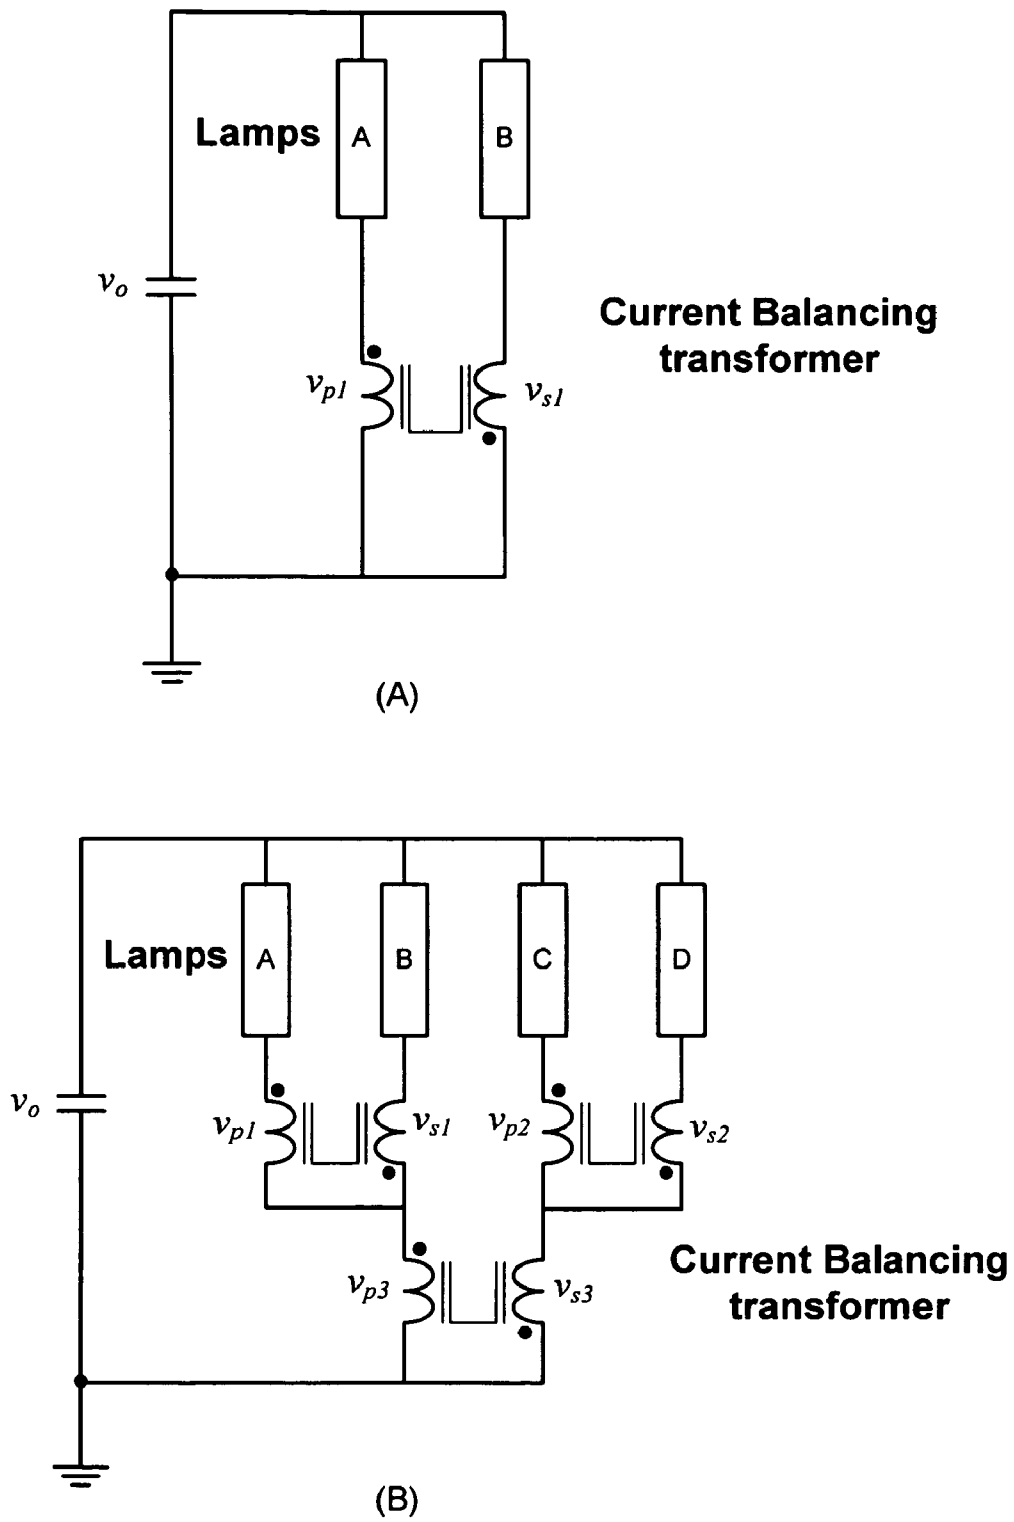 Lamps
A
B
v_o
Current Balancing
transformer
v_p1
v_s1
(A)
Lamps
A
B
C
D
v_o
v_p1
v_s1
v_p2
v_s2
Current Balancing
transformer
v_p3
v_s3
(B)